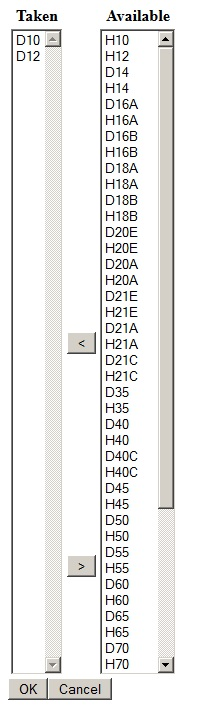 Taken
Available
D10
D12
H10
H12
D14
H14
D16A
H16A
D16B
H16B
D18A
H18A
D18B
H18B
D20E
H20E
D20A
H20A
D21E
H21E
D21A
H21A
D21C
H21C
D35
H35
D40
H40
D40C
H40C
D45
H45
D50
H50
D55
H55
D60
H60
D65
H65
D70
H70
<
>
OK Cancel